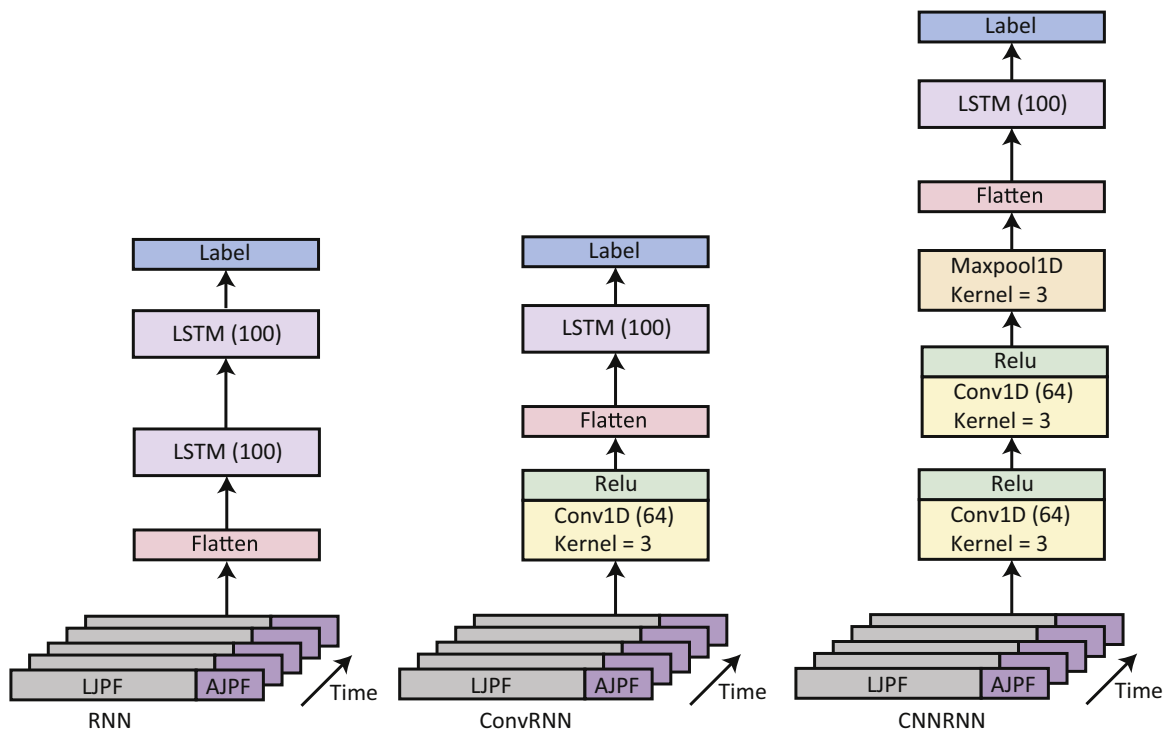 Label
LSTM (100)
LSTM (100)
Flatten
LJPF
AJPF
Time
RNN
Label
LSTM (100)
Flatten
Relu
Conv1D (64)
Kernel = 3
LJPF
AJPF
Time
ConvRNN
Label
LSTM (100)
Flatten
Maxpool1D
Kernel = 3
Relu
Conv1D (64)
Kernel = 3
Relu
Conv1D (64)
Kernel = 3
LJPF
AJPF
Time
CNNRNN